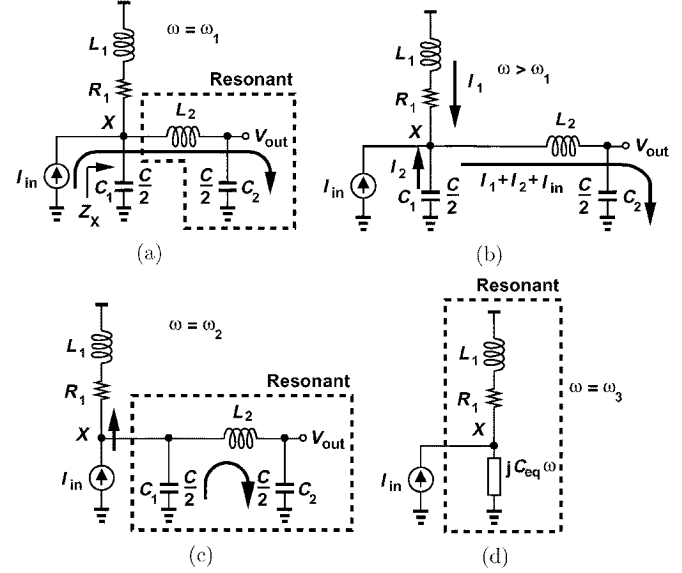 L1
ω = ω1
R1
Resonant
L2
X
Vout
Iin
C1
C/2
C/2
C2
ZX
(a)
L1
I1
ω > ω1
R1
X
L2
Vout
Iin
I2
I1 + I2 + Iin
C1
C/2
C/2
C2
(b)
L1
ω = ω2
R1
Resonant
L2
X
Vout
Iin
C1
C/2
C/2
C2
(c)
Resonant
L1
R1
ω = ω3
X
Iin
jCeqω
(d)